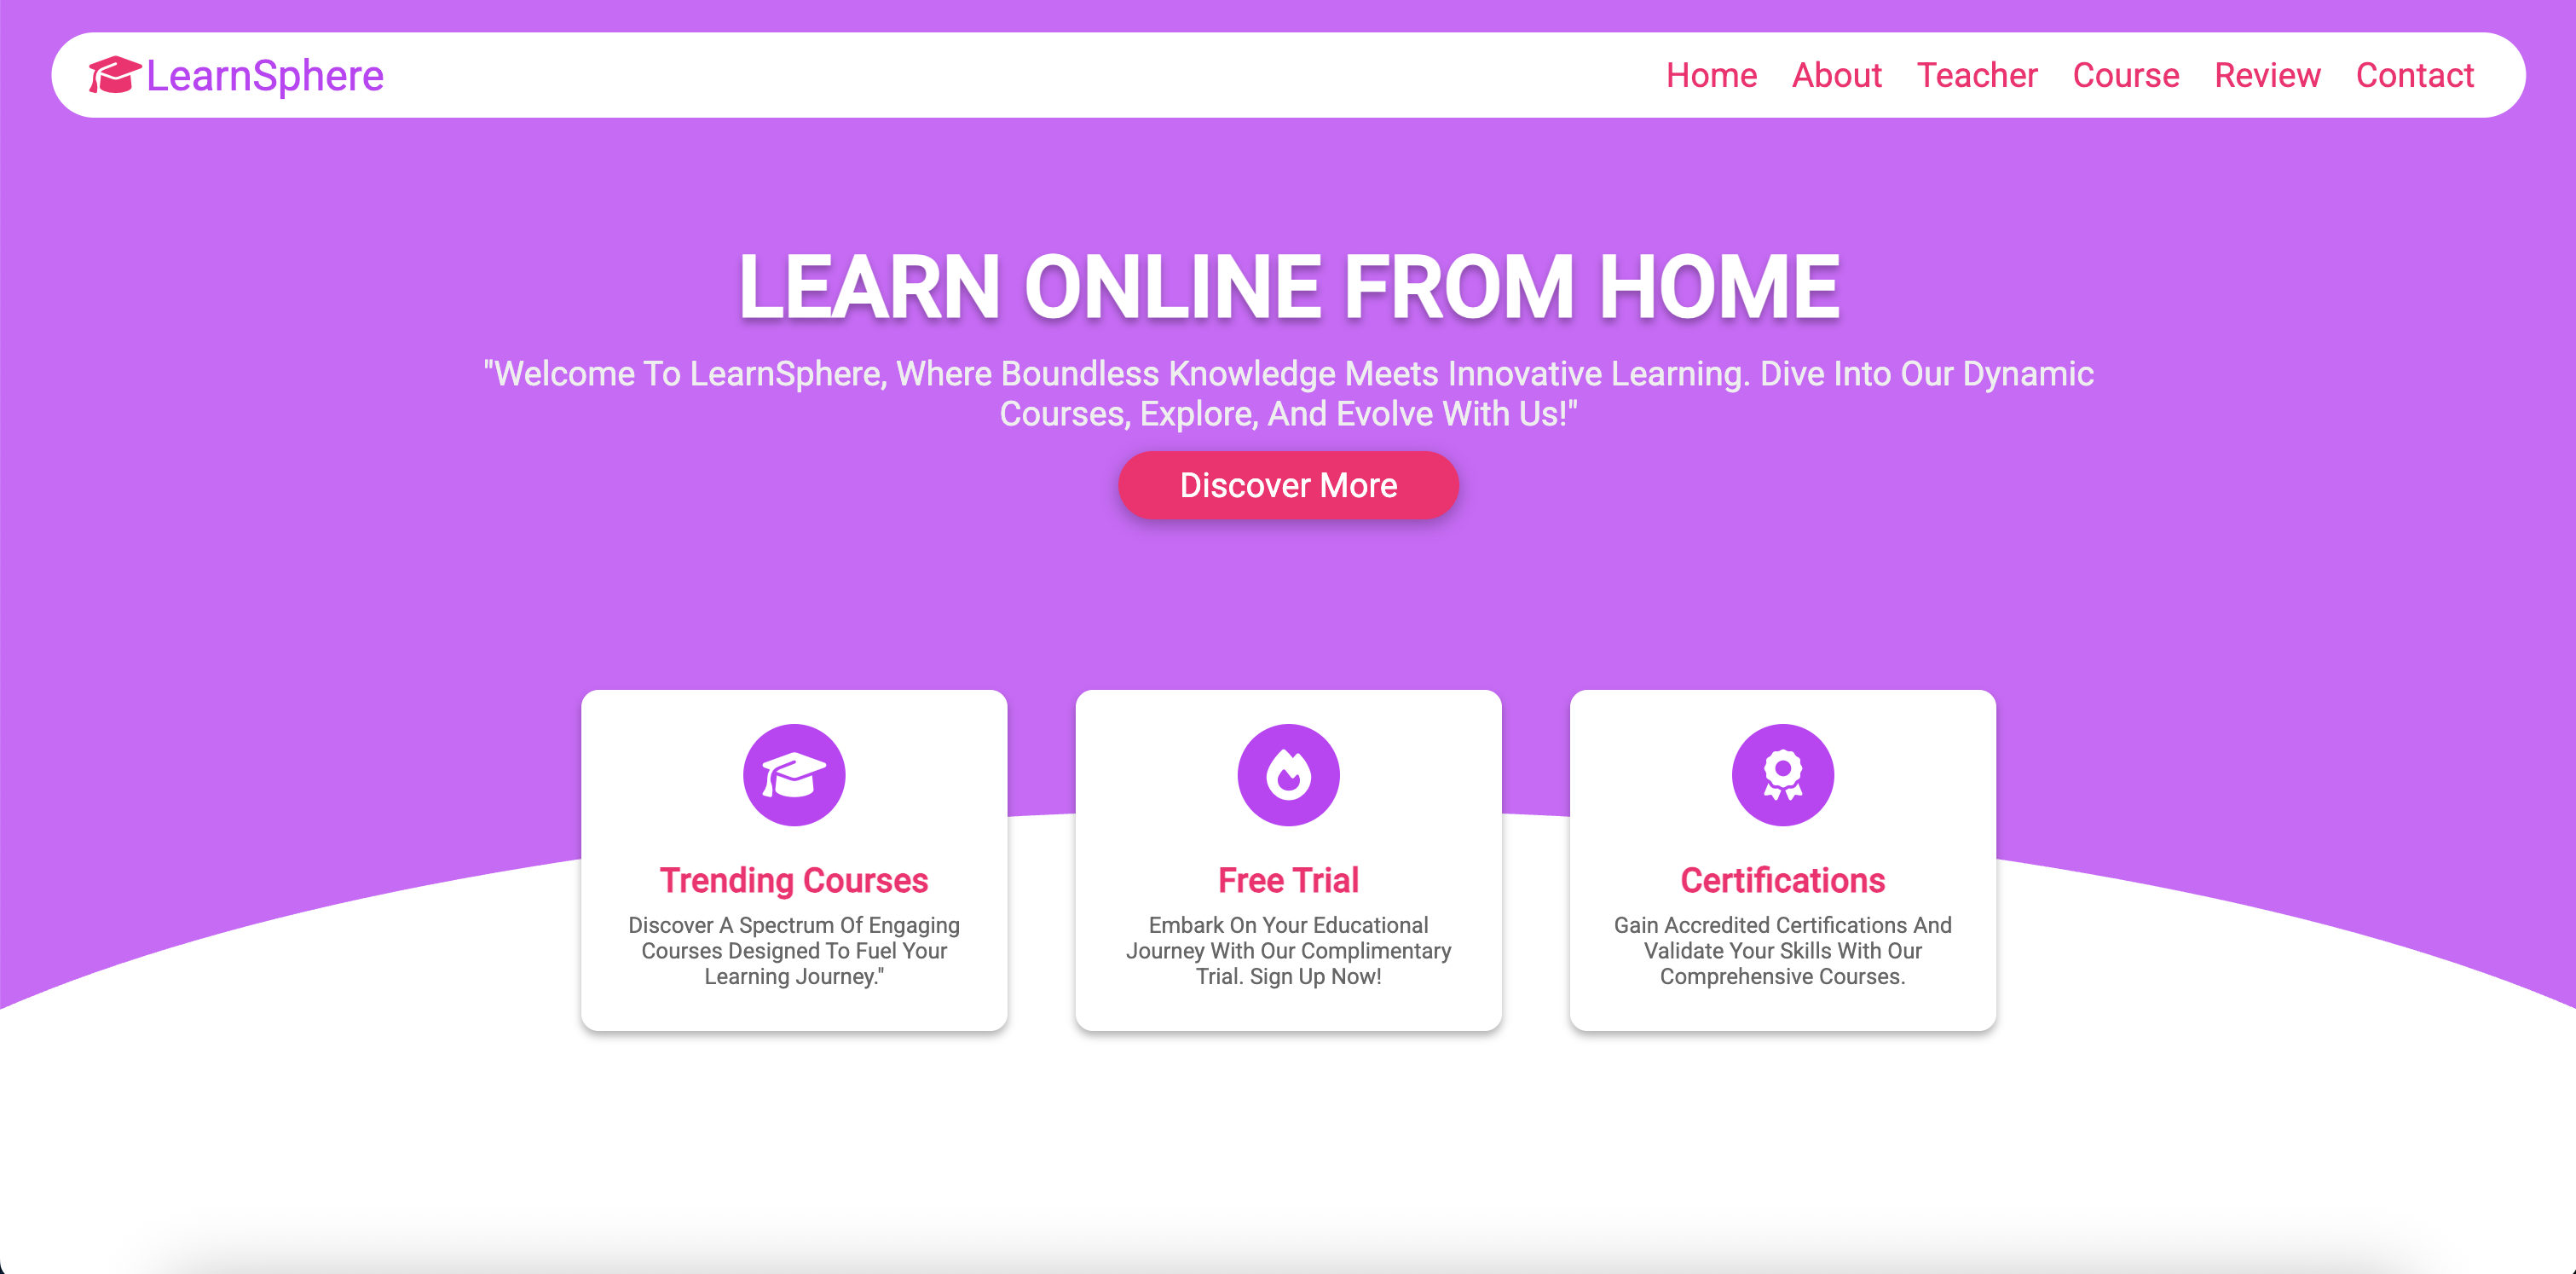 LearnSphere
Home About Teacher Course Review Contact
LEARN ONLINE FROM HOME
"Welcome To LearnSphere, Where Boundless Knowledge Meets Innovative Learning. Dive Into Our Dynamic
Courses, Explore, And Evolve With Us!"
Discover More
Trending Courses
Discover A Spectrum Of Engaging
Courses Designed To Fuel Your
Learning Journey."
Free Trial
Embark On Your Educational
Journey With Our Complimentary
Trial. Sign Up Now!
Certifications
Gain Accredited Certifications And
Validate Your Skills With Our
Comprehensive Courses.